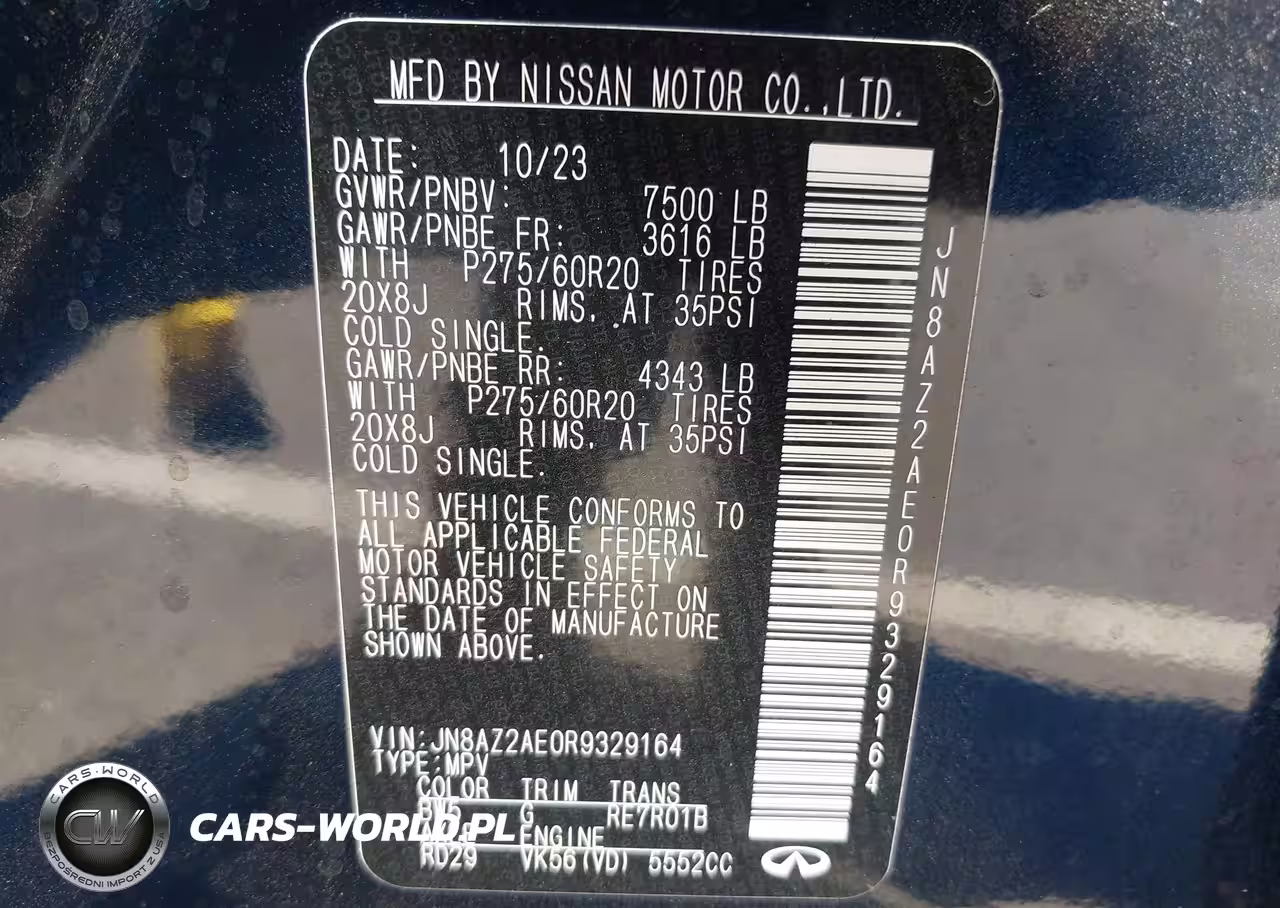 MFD BY NISSAN MOTOR CO.,LTD.
DATE: 10/23
GVWR/PNBV: 7500 LB
GAWR/PNBE FR: 3616 LB
WITH P275/60R20 TIRES
20X8J RIMS, AT 35PSI
COLD SINGLE.
GAWR/PNBE RR: 4343 LB
WITH P275/60R20 TIRES
20X8J RIMS, AT 35PSI
COLD SINGLE.
THIS VEHICLE CONFORMS TO
ALL APPLICABLE FEDERAL
MOTOR VEHICLE SAFETY
STANDARDS IN EFFECT ON
THE DATE OF MANUFACTURE
SHOWN ABOVE.
VIN:JN8AZ2AE0R9329164
TYPE:MPV
COLOR TRIM TRANS
G RE7R01B
ENGINE
RD29 VK56(VD) 5552CC
JN8AZ2AE0R9329164
CARS-WORLD
CW
BEZPOŚREDNI IMPORT Z USA
CARS-WORLD.PL